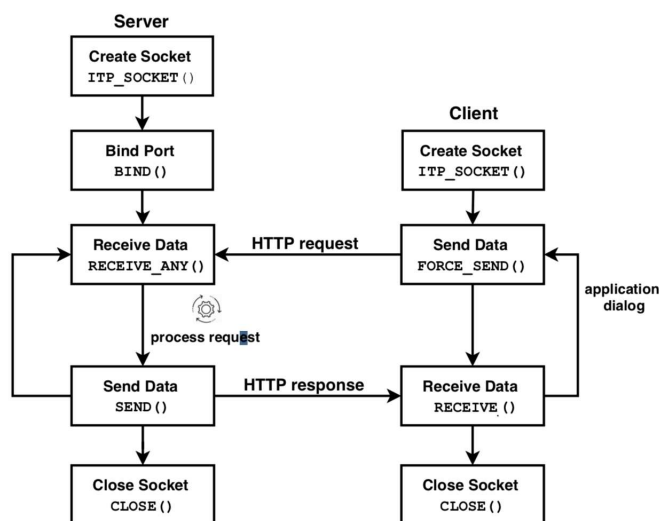 Server
Create Socket
ITP_SOCKET()
Client
Bind Port
BIND()
Create Socket
ITP_SOCKET()
Receive Data
RECEIVE_ANY()
HTTP request
Send Data
FORCE_SEND()
application
dialog
process request
Send Data
SEND()
HTTP response
Receive Data
RECEIVE()
Close Socket
CLOSE()
Close Socket
CLOSE()